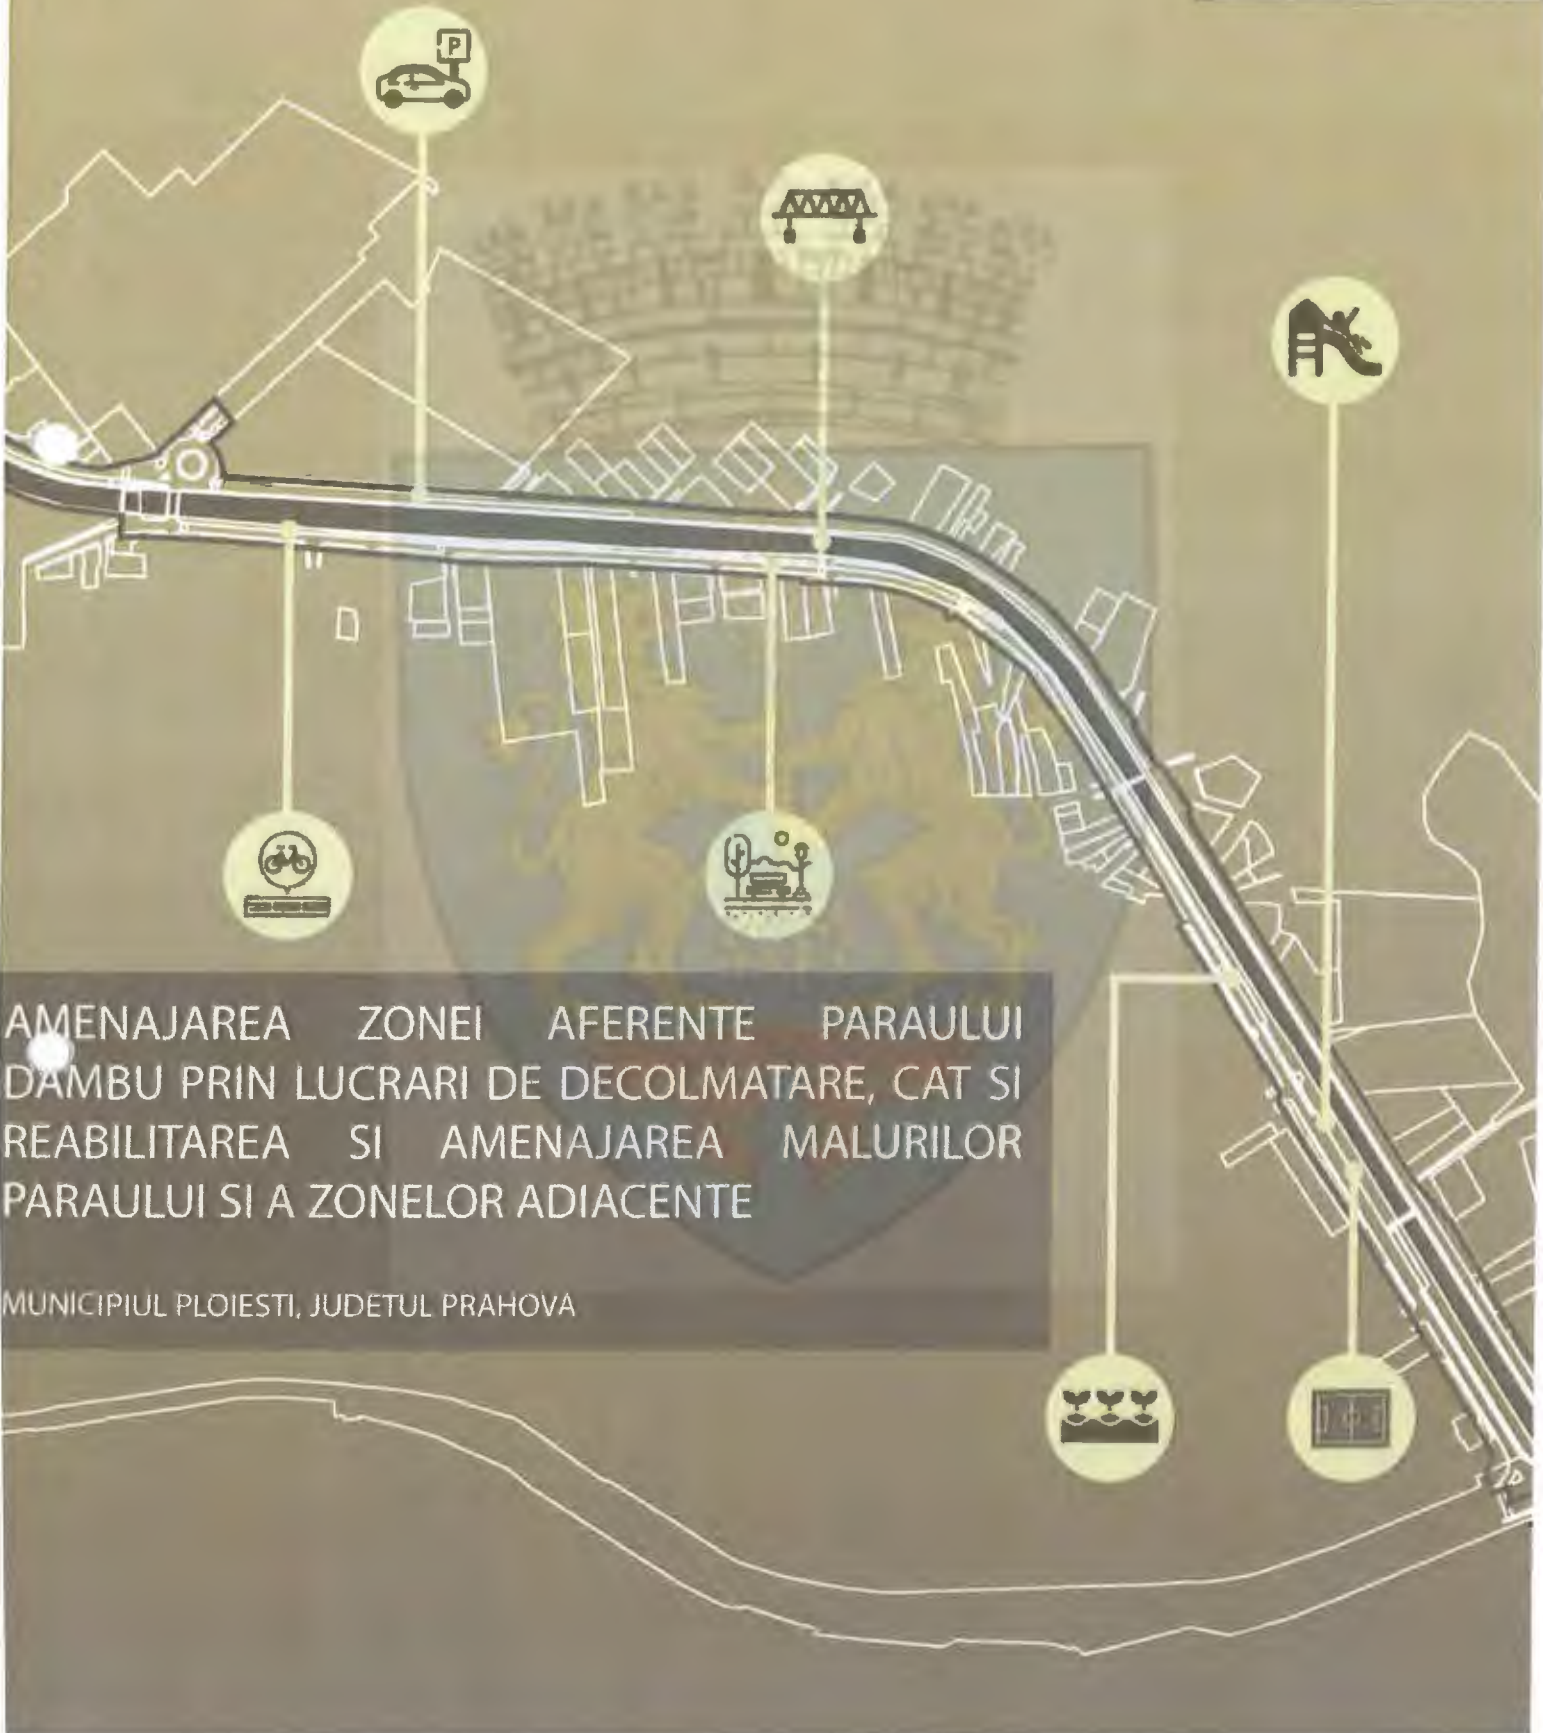 P
AMENAJAREA ZONEI AFERENTE PARAULUI
DAMBU PRIN LUCRARI DE DECOLMATARE, CAT SI
REABILITAREA SI AMENAJAREA MALURILOR
PARAULUI SI A ZONELOR ADIACENTE
MUNICIPIUL PLOIESTI, JUDETUL PRAHOVA